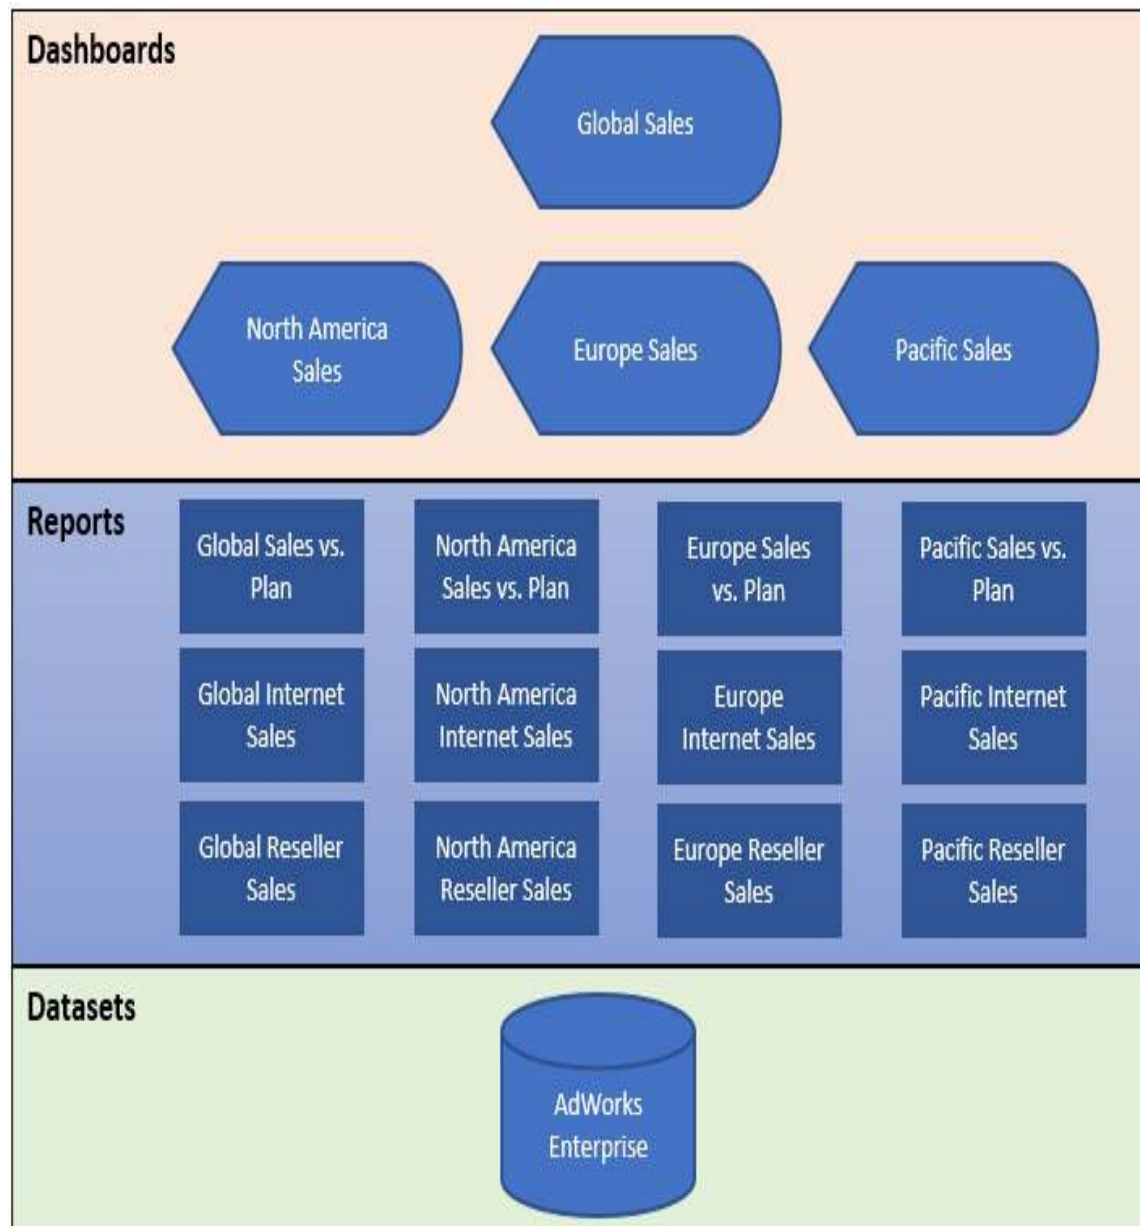 Dashboards
Global Sales
North America
Sales
Europe Sales
Pacific Sales
Reports
Global Sales vs.
Plan
North America
Sales vs. Plan
Europe Sales
vs. Plan
Pacific Sales vs.
Plan
Global Internet
Sales
North America
Internet Sales
Europe
Internet Sales
Pacific Internet
Sales
Global Reseller
Sales
North America
Reseller Sales
Europe Reseller
Sales
Pacific Reseller
Sales
Datasets
AdWorks
Enterprise